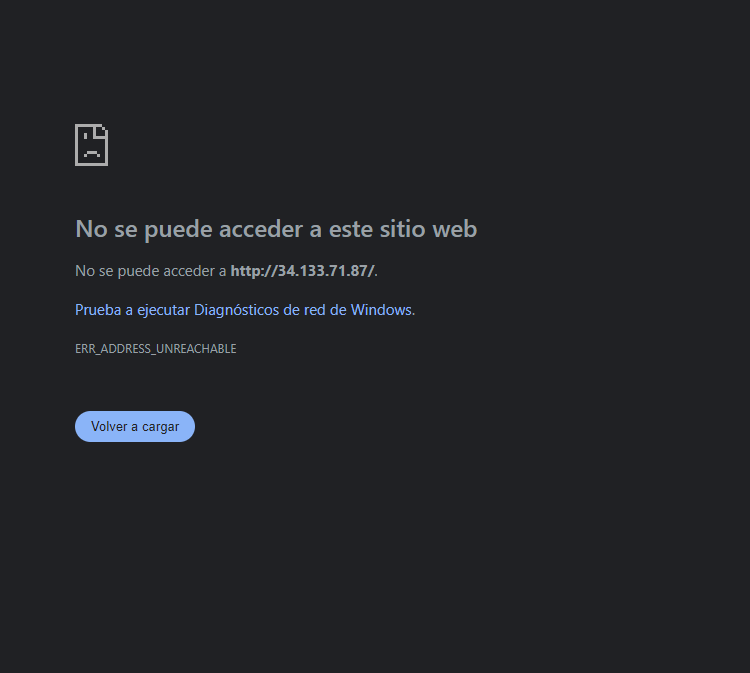 No se puede acceder a este sitio web
No se puede acceder a http://34.133.71.87/.
Prueba a ejecutar Diagnósticos de red de Windows.
ERR_ADDRESS_UNREACHABLE
Volver a cargar